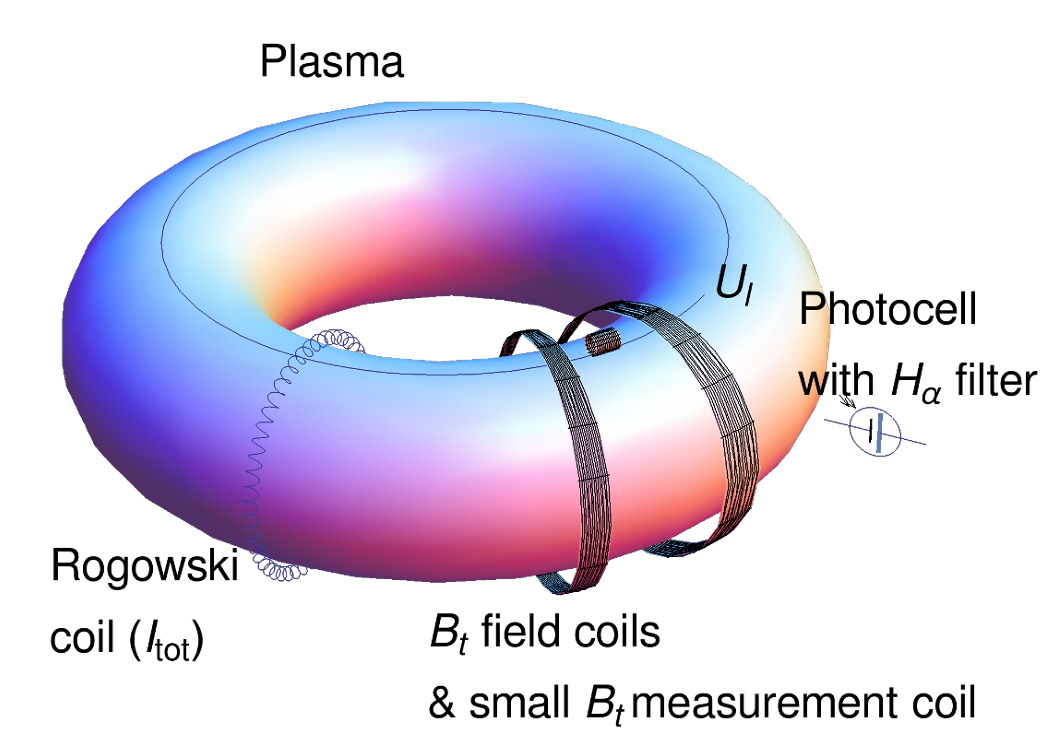 Plasma
U_l
Photocell
with H_α filter
Rogowski
coil (I_tot)
B_t field coils
& small B_t measurement coil